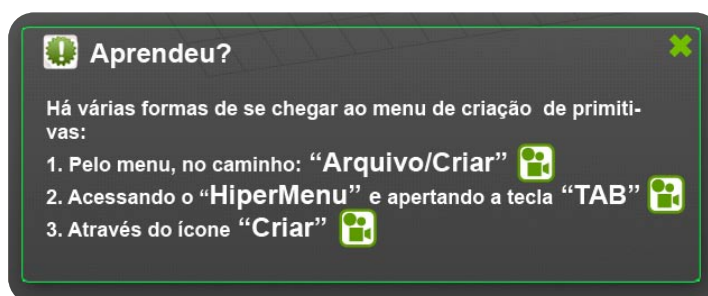 Aprendeu?
Há várias formas de se chegar ao menu de criação de primiti-
vas:
1. Pelo menu, no caminho: “Arquivo/Criar”
2. Acessando o “HiperMenu” e apertando a tecla “TAB”
3. Através do ícone “Criar”